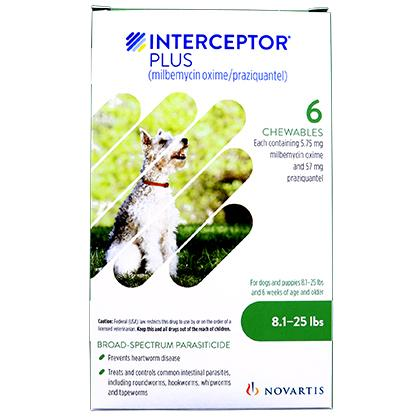 INTERCEPTOR®
PLUS
(milbemycin oxime/praziquantel)
6
CHEWABLES
Each containing 5.75 mg
milbemycin oxime
and 57 mg
praziquantel
For dogs and puppies 8.1–25 lbs
and 6 weeks of age and older
8.1–25 lbs
Caution: Federal (USA) law restricts this drug to use by or on the order of a
licensed veterinarian. Keep this and all drugs out of the reach of children.
BROAD-SPECTRUM PARASITICIDE
• Prevents heartworm disease
• Treats and controls common intestinal parasites,
including roundworms, hookworms, whipworms
and tapeworms
NOVARTIS